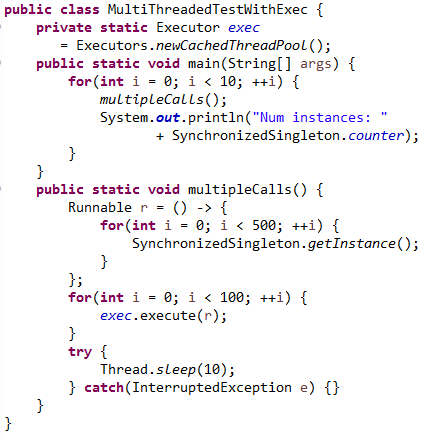 public class MultiThreadedTestWithExec {
    private static Executor exec
       = Executors.newCachedThreadPool();
    public static void main(String[] args) {
        for(int i = 0; i < 10; ++i) {
            multipleCalls();
            System.out.println("Num instances: "
                   + SynchronizedSingleton.counter);
        }
    }
    public static void multipleCalls() {
        Runnable r = () -> {
            for(int i = 0; i < 500; ++i) {
                SynchronizedSingleton.getInstance();
            }
        };
        for(int i = 0; i < 100; ++i) {
            exec.execute(r);
        }
        try {
            Thread.sleep(10);
        } catch(InterruptedException e) {}
    }
}